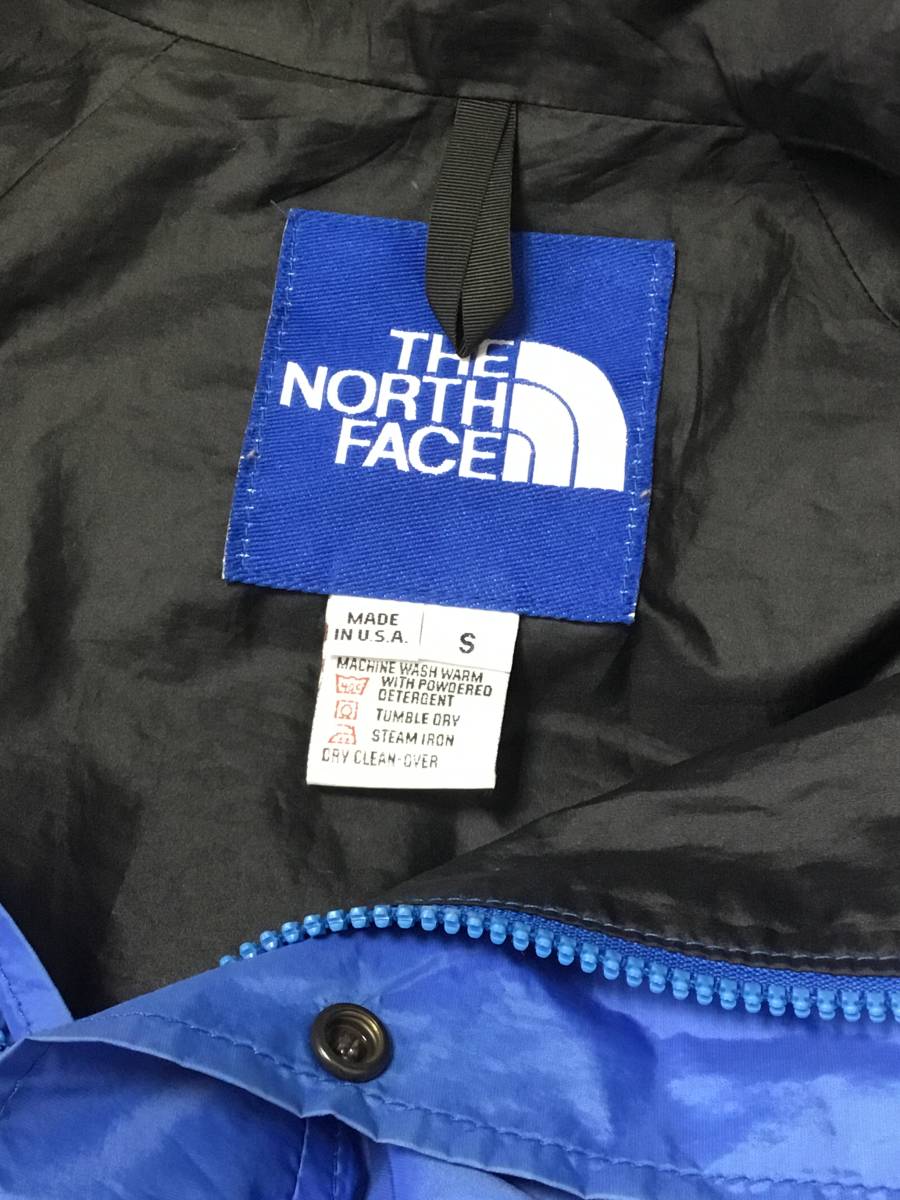 THE
NORTH
FACE
MADE
IN U.S.A.
S
MACHINE WASH WARM
WITH POWDERED
DETERGENT
TUMBLE DRY
STEAM IRON
DRY CLEAN-OVER